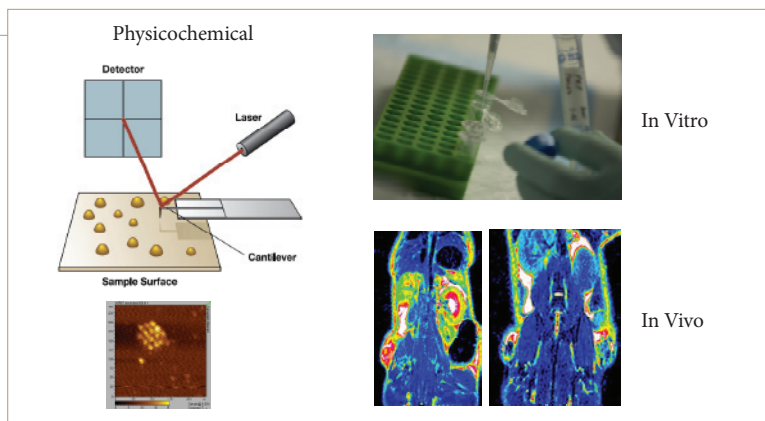 Physicochemical
Detector
Laser
Cantilever
Sample Surface
In Vitro
In Vivo